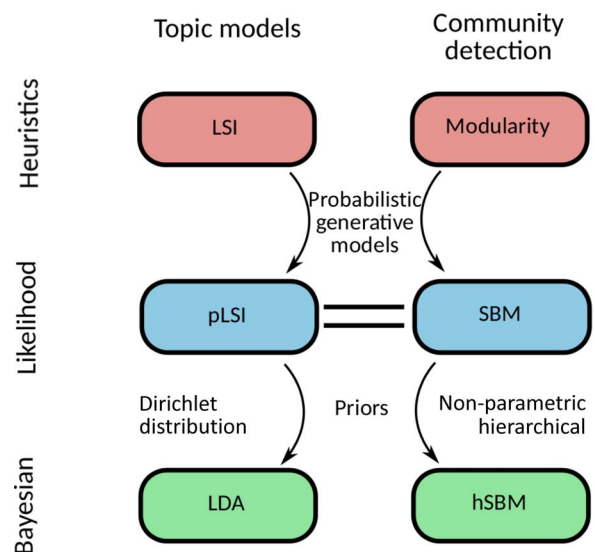 Topic models
Community
detection
Heuristics
LSI
Modularity
Probabilistic
generative
models
Likelihood
pLSI
SBM
Dirichlet
distribution
Priors
Non-parametric
hierarchical
Bayesian
LDA
hSBM